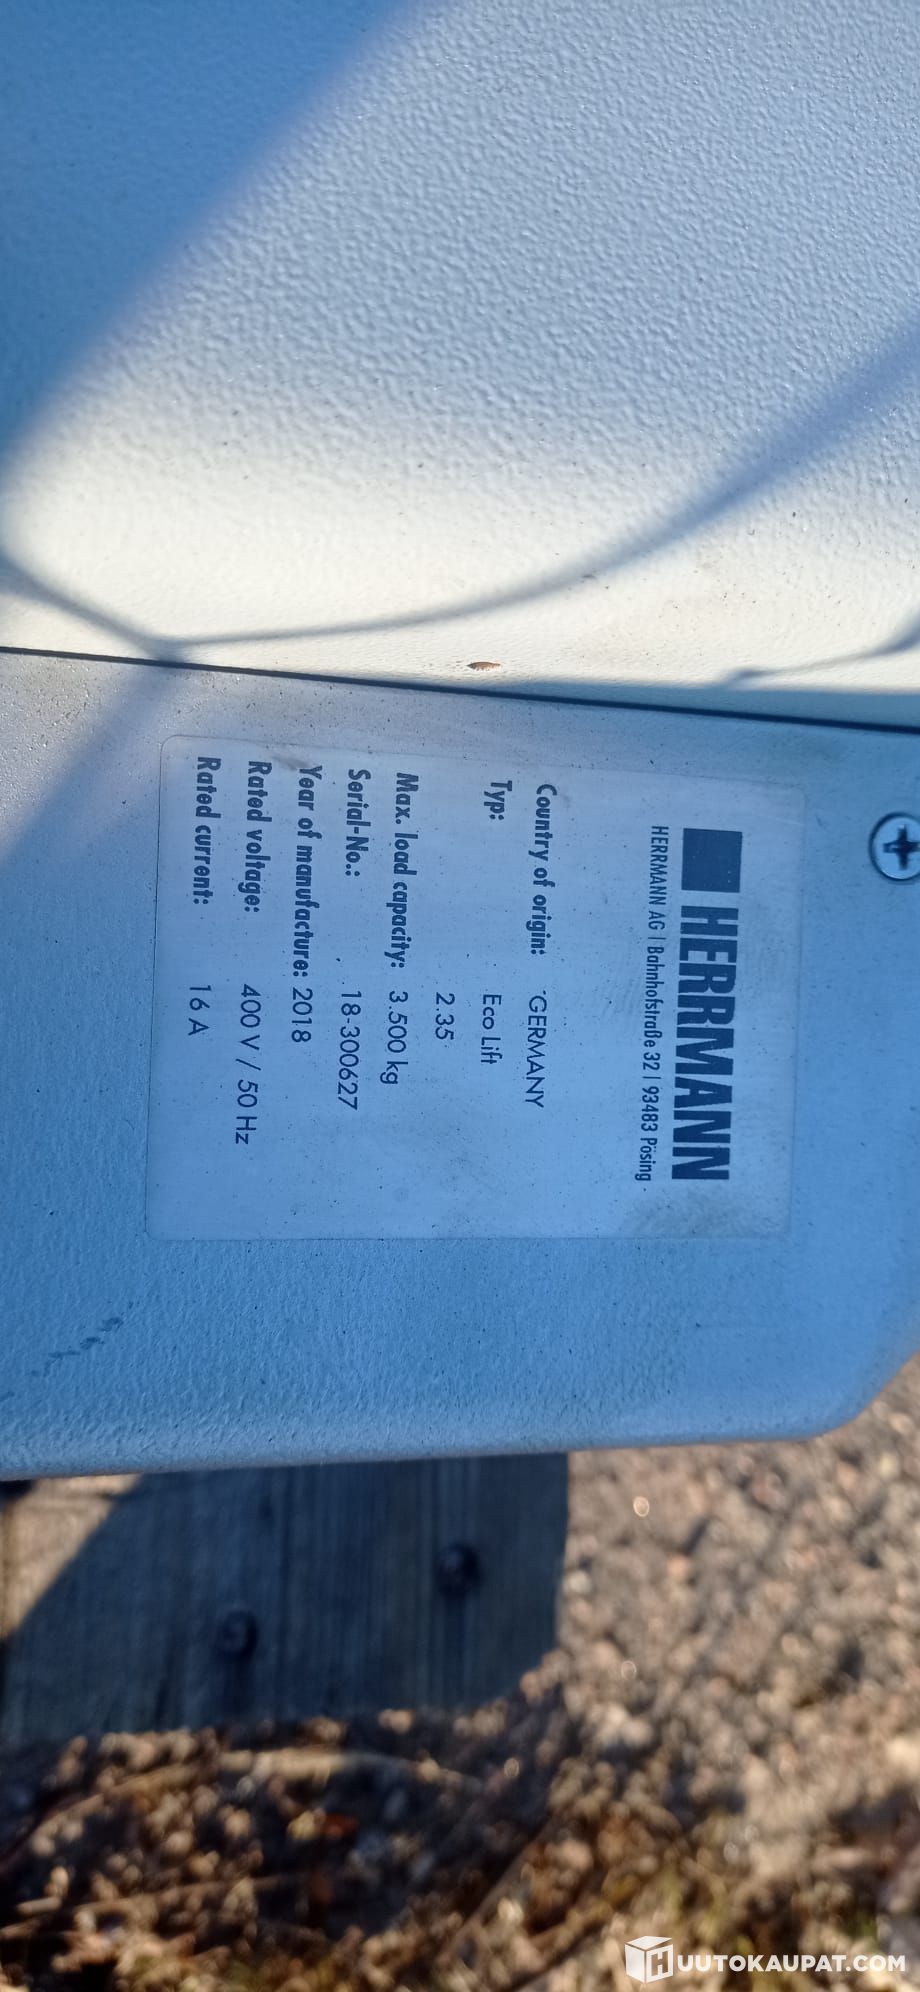 HERRMANN
HERRMANN AG | Bahnhofstraße 32 | 93483 Pösing
Country of origin: GERMANY
Typ: Eco Lift
2.35
Max. load capacity: 3.500 kg
Serial-No.: 18-300627
Year of manufacture: 2018
Rated voltage: 400 V / 50 Hz
Rated current: 16 A
HUUTOKAUPAT.COM